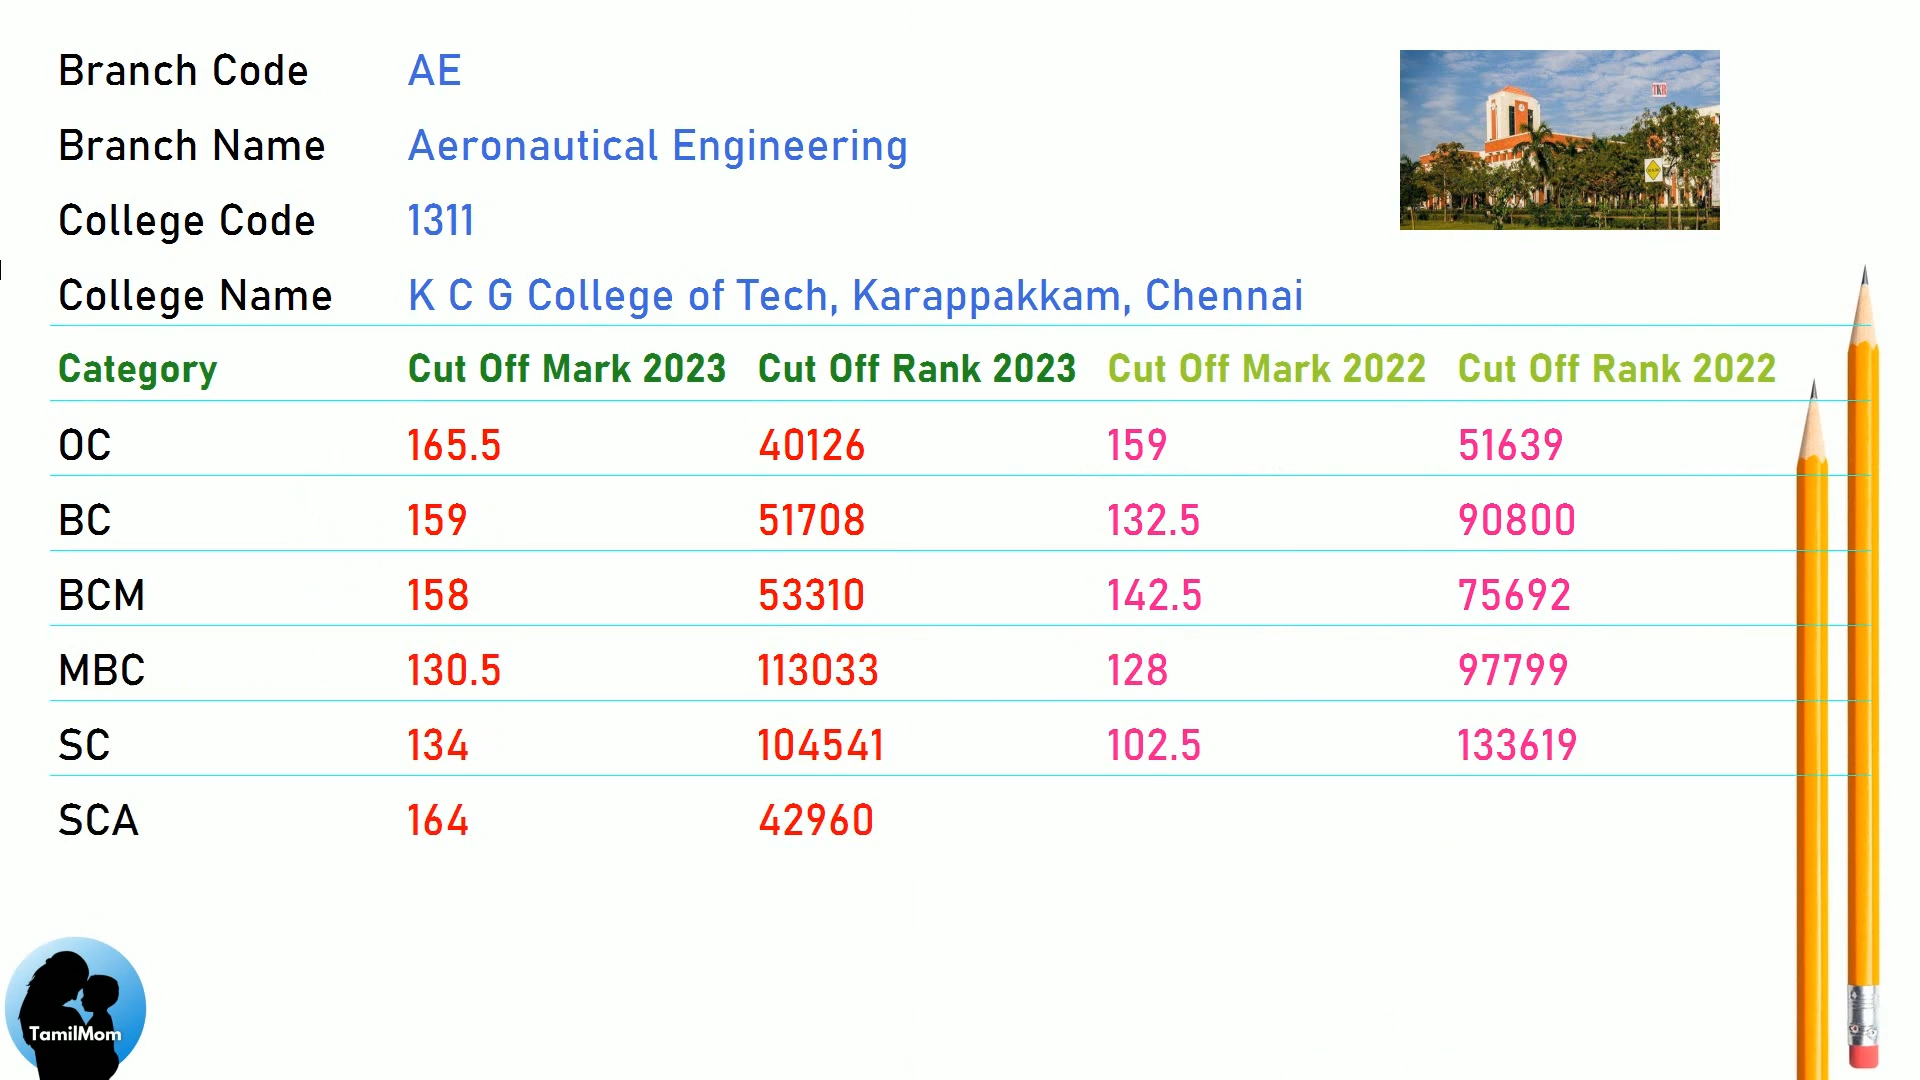 Branch Code AE
Branch Name Aeronautical Engineering
College Code 1311
College Name K C G College of Tech, Karappakkam, Chennai
Category Cut Off Mark 2023 Cut Off Rank 2023 Cut Off Mark 2022 Cut Off Rank 2022
OC 165.5 40126 159 51639
BC 159 51708 132.5 90800
BCM 158 53310 142.5 75692
MBC 130.5 113033 128 97799
SC 134 104541 102.5 133619
SCA 164 42960
TamilMom